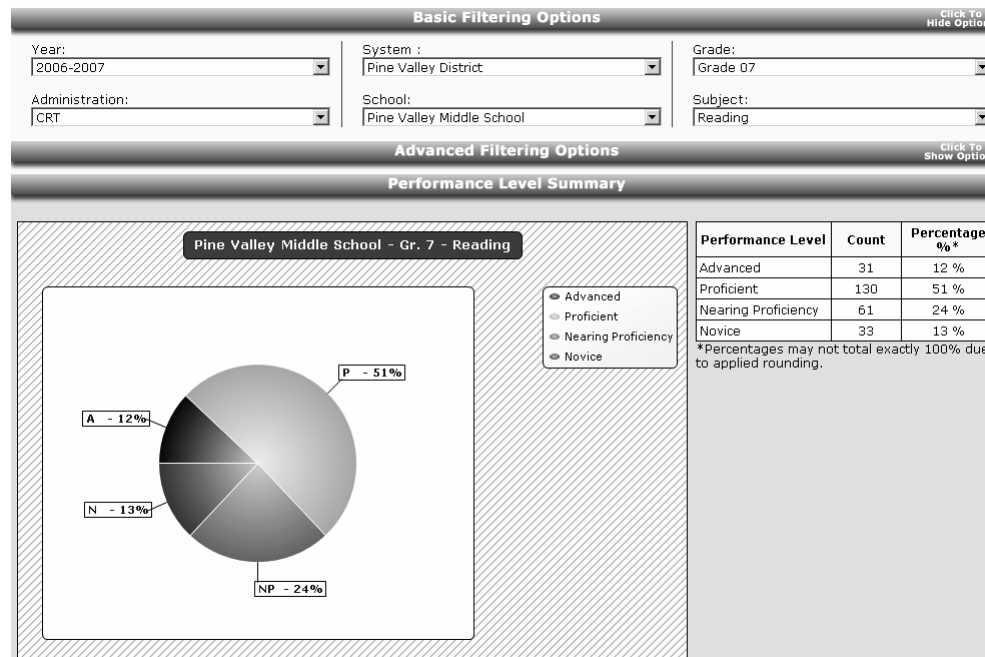 Basic Filtering Options
Click To
Hide Optio
Year:
System :
Grade:
2006-2007
Pine Valley District
Grade 07
Administration:
School:
Subject:
CRT
Pine Valley Middle School
Reading
Advanced Filtering Options
Click To
Show Optio
Performance Level Summary
Pine Valley Middle School - Gr. 7 - Reading
Advanced
Proficient
Nearing Proficiency
Novice
P - 51%
A - 12%
N - 13%
NP - 24%
Performance Level Count Percentage
%*
Advanced 31 12 %
Proficient 130 51 %
Nearing Proficiency 61 24 %
Novice 33 13 %
*Percentages may not total exactly 100% due
to applied rounding.